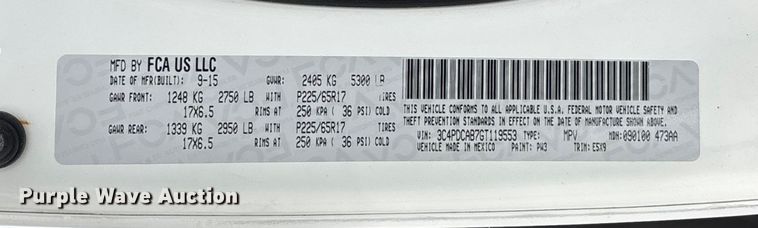 MFD BY FCA US LLC
DATE OF MFR(BUILT): 9-15 GVWR: 2405 KG 5300 LB
GAWR FRONT: 1248 KG 2750 LB WITH P225/65R17 TIRES
17X6.5 RIMS AT 250 KPA ( 36 PSI) COLD
GAWR REAR: 1339 KG 2950 LB WITH P225/65R17 TIRES
17X6.5 RIMS AT 250 KPA ( 36 PSI) COLD
THIS VEHICLE CONFORMS TO ALL APPLICABLE U.S.A. FEDERAL MOTOR VEHICLE SAFETY AND
THEFT PREVENTION STANDARDS IN EFFECT ON THE DATE OF MANUFACTURE SHOWN ABOVE.
VIN: 3C4PDCAB7GT119553 TYPE: MPV MDH: 090100 473AA
VEHICLE MADE IN MEXICO PAINT: PW3 TRIM: E5X9
Purple Wave Auction